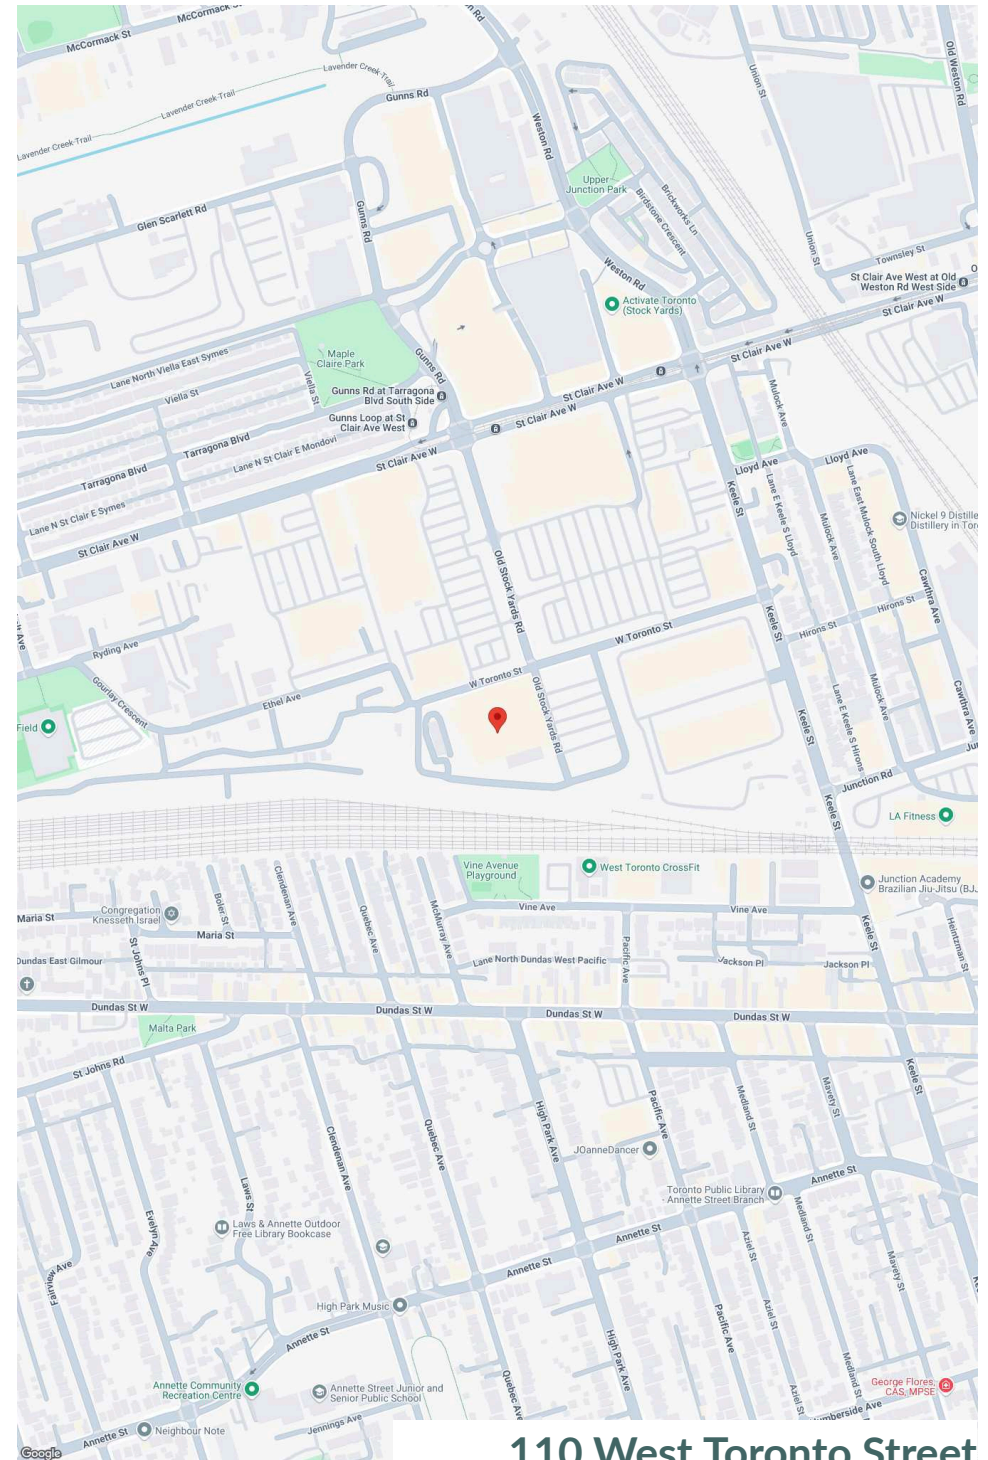 McCormack St
McCormack St
Weston Rd
Lavender Creek Trail
Lavender Creek Trail
Lavender Creek Trail
Gunns Rd
Weston Rd
Union St
Old Weston Rd
Upper
Junction Park
Birdstone Crescent
Brickworks Ln
Glen Scarlett Rd
Gunns Rd
Union St
Townsley St
Weston Rd
St Clair Ave West at Old
Weston Rd West Side
St Clair Ave W
Activate Toronto
(Stock Yards)
St Clair Ave W
Lane North Viella East Symes
Maple
Claire Park
Gunns Rd
Viella St
Viella St
Gunns Rd at Tarragona
Blvd South Side
Gunns Loop at St
Clair Ave West
St Clair Ave W
St Clair Ave W
Mulock Ave
Tarragona Blvd
Tarragona Blvd
Lane N St Clair E Mondovi
St Clair Ave W
Lloyd Ave
Lloyd Ave
Lane N St Clair E Symes
St Clair Ave W
Keele St
Lane E Keele S Lloyd
Mulock Ave
Lane East Mulock South Lloyd
Nickel 9 Distille
Distillery in Tor
Old Stock Yards Rd
Cawthra Ave
Hirons St
Hirons St
Keele St
W Toronto St
W Toronto St
Ryding Ave
Gourlay Crescent
Ethel Ave
Old Stock Yards Rd
Mulock Ave
Cawthra Ave
Lane E Keele S Hirons
Keele St
Field
Junction Rd
Keele St
LA Fitness
Vine Avenue
Playground
West Toronto CrossFit
Junction Academy
Brazilian Jiu-Jitsu (BJJ
Clendenan Ave
Boler St
Quebec Ave
McMurray Ave
Vine Ave
Vine Ave
Keele St
Heintzman St
Congregation
Knesseth Israel
Maria St
Maria St
St Johns Pl
Pacific Ave
Lane North Dundas West Pacific
Jackson Pl
Jackson Pl
Dundas East Gilmour
Dundas St W
Dundas St W
Dundas St W
Dundas St W
Malta Park
St Johns Rd
Keele St
Medland St
Mavety St
Pacific Ave
High Park Ave
Quebec Ave
Clendenan Ave
JOanneDancer
Annette St
Toronto Public Library
- Annette Street Branch
Laws St
Evelyn Ave
Laws & Annette Outdoor
Free Library Bookcase
Annette St
Annette St
Aziel St
Medland St
Mavety St
Fairview Ave
High Park Music
Annette St
Aziel St
Pacific Ave
High Park Ave
Quebec Ave
Medland St
Aziel St
George Flores,
CAS, MPSE
Annette Community
Recreation Centre
Annette Street Junior and
Senior Public School
Jennings Ave
Neighbour Note
Annette St
Google
110 West Toronto Street